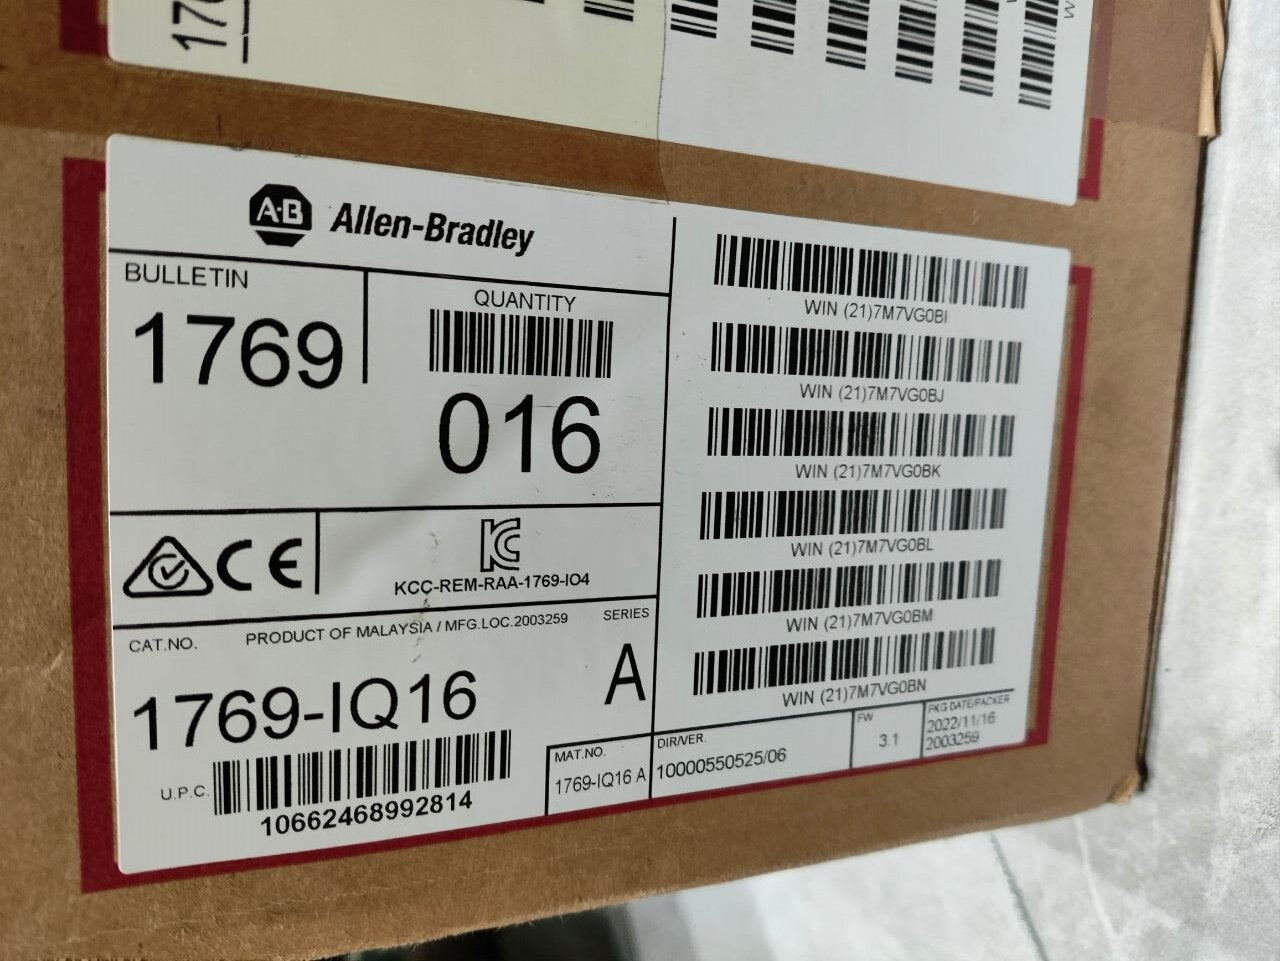 170
A·B Allen-Bradley
BULLETIN
1769
QUANTITY
016
KCC-REM-RAA-1769-IO4
CAT.NO.
PRODUCT OF MALAYSIA / MFG.LOC.2003259
SERIES
1769-IQ16
A
U.P.C.
10662468992814
MAT.NO.
1769-IQ16 A
WIN (21)7M7VG0BI
WIN (21)7M7VG0BJ
WIN (21)7M7VG0BK
WIN (21)7M7VG0BL
WIN (21)7M7VG0BM
WIN (21)7M7VG0BN
DIR/VER.
10000550525/06
FW
3.1
PKG DATE/PACKER
2022/11/16
2003259